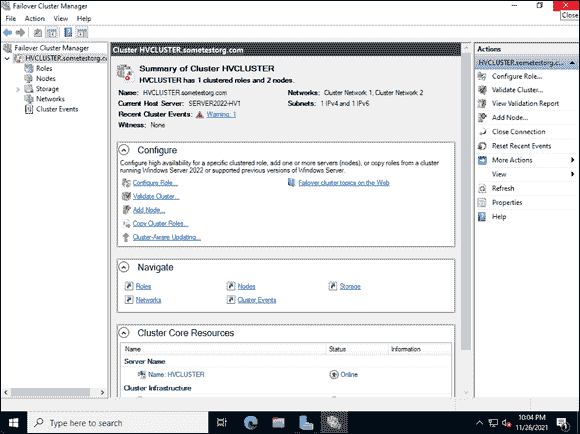 Failover Cluster Manager
File Action View Help
Close
Failover Cluster Manager
HVCLUSTER.sometestorg.com
Roles
Nodes
Storage
Networks
Cluster Events
Cluster HVCLUSTER.sometestorg.com
Summary of Cluster HVCLUSTER
HVCLUSTER has 1 clustered roles and 2 nodes.
Name: HVCLUSTER.sometestorg.com
Networks: Cluster Network 1, Cluster Network 2
Current Host Server: SERVER2022-HV1
Subnets: 1 IPv4 and 1 IPv6
Recent Cluster Events: Warning: 1
Witness: None
Configure
Configure high availability for a specific clustered role, add one or more servers (nodes), or copy roles from a cluster
running Windows Server 2022 or supported previous versions of Windows Server.
Configure Role...
Failover cluster topics on the Web
Validate Cluster...
Add Node...
Copy Cluster Roles...
Cluster-Aware Updating...
Navigate
Roles
Nodes
Storage
Networks
Cluster Events
Cluster Core Resources
Name Status Information
Server Name
Name: HVCLUSTER Online
Cluster Infrastructure
Actions
HVCLUSTER.sometestorg.com
Configure Role...
Validate Cluster...
View Validation Report
Add Node...
Close Connection
Reset Recent Events
More Actions
View
Refresh
Properties
Help
Type here to search
10:04 PM
11/26/2021